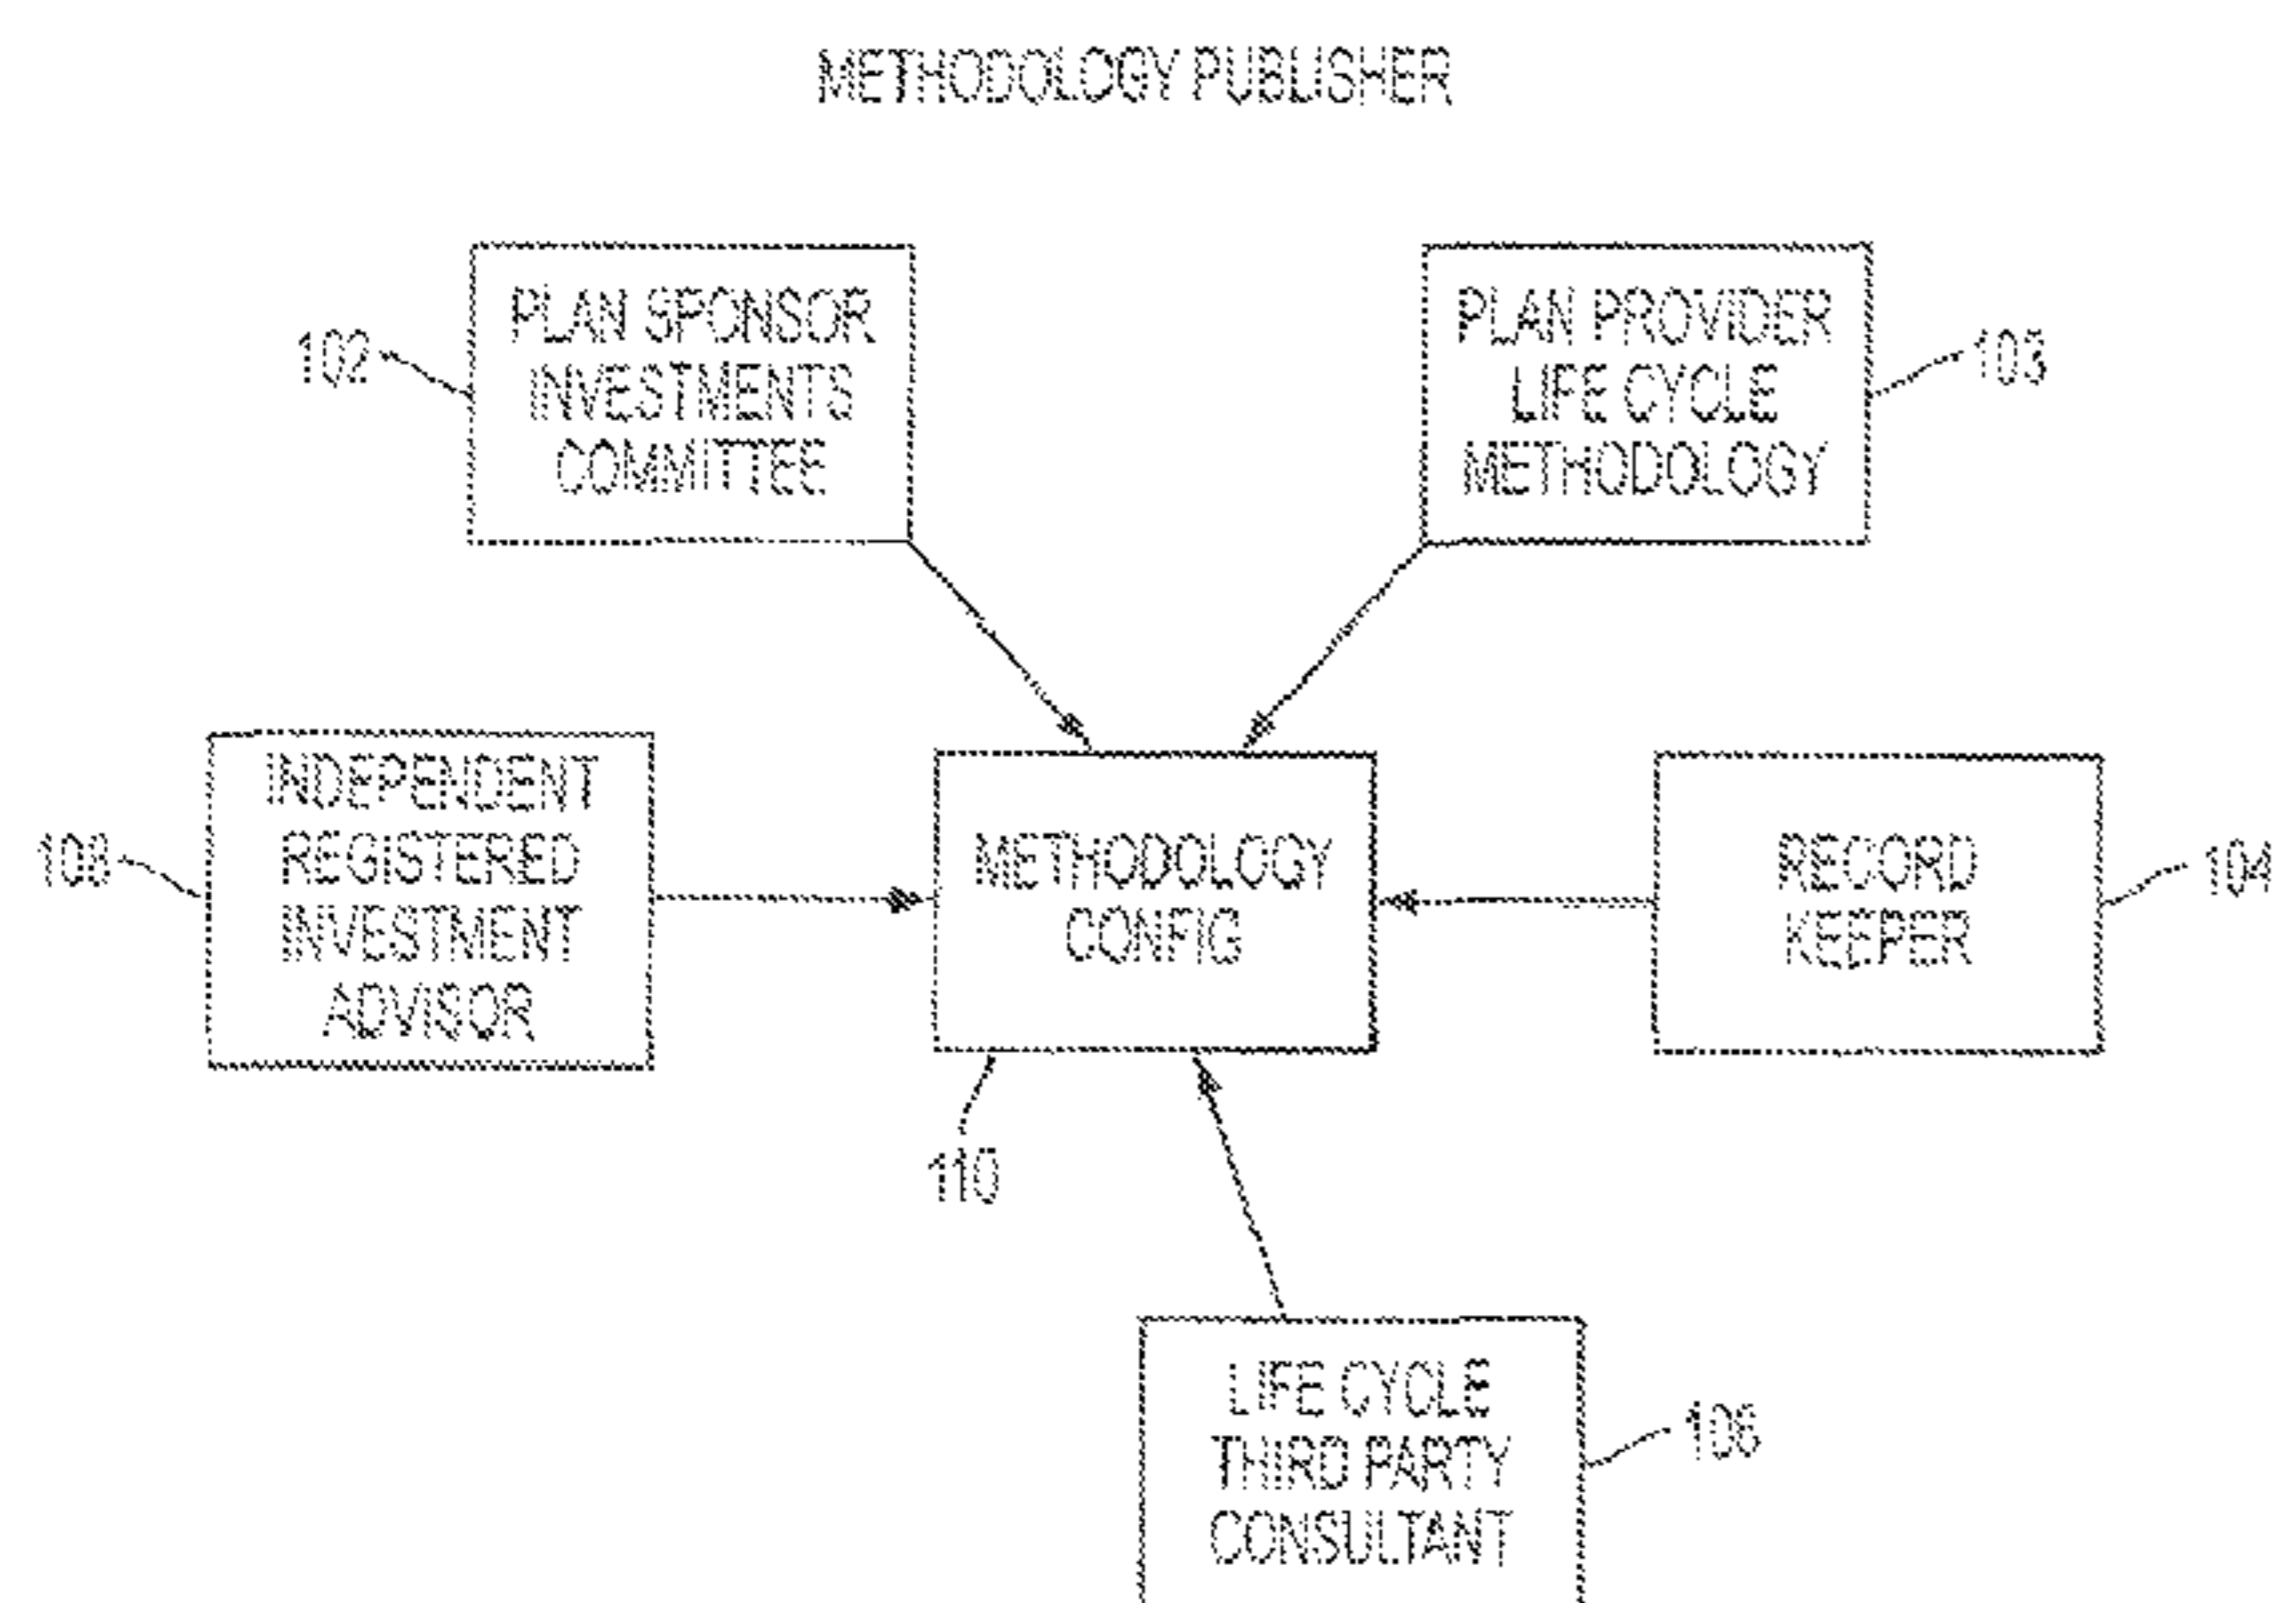 METHODOLOGY PUBLISHER
PLAN SPONSOR
INVESTMENTS
COMMITTEE
102
PLAN PROVIDER
LIFE CYCLE
METHODOLOGY
103
INDEPENDENT
REGISTERED
INVESTMENT
ADVISOR
108
METHODOLOGY
CONFIG
110
RECORD
KEEPER
104
LIFE CYCLE
THIRD PARTY
CONSULTANT
106